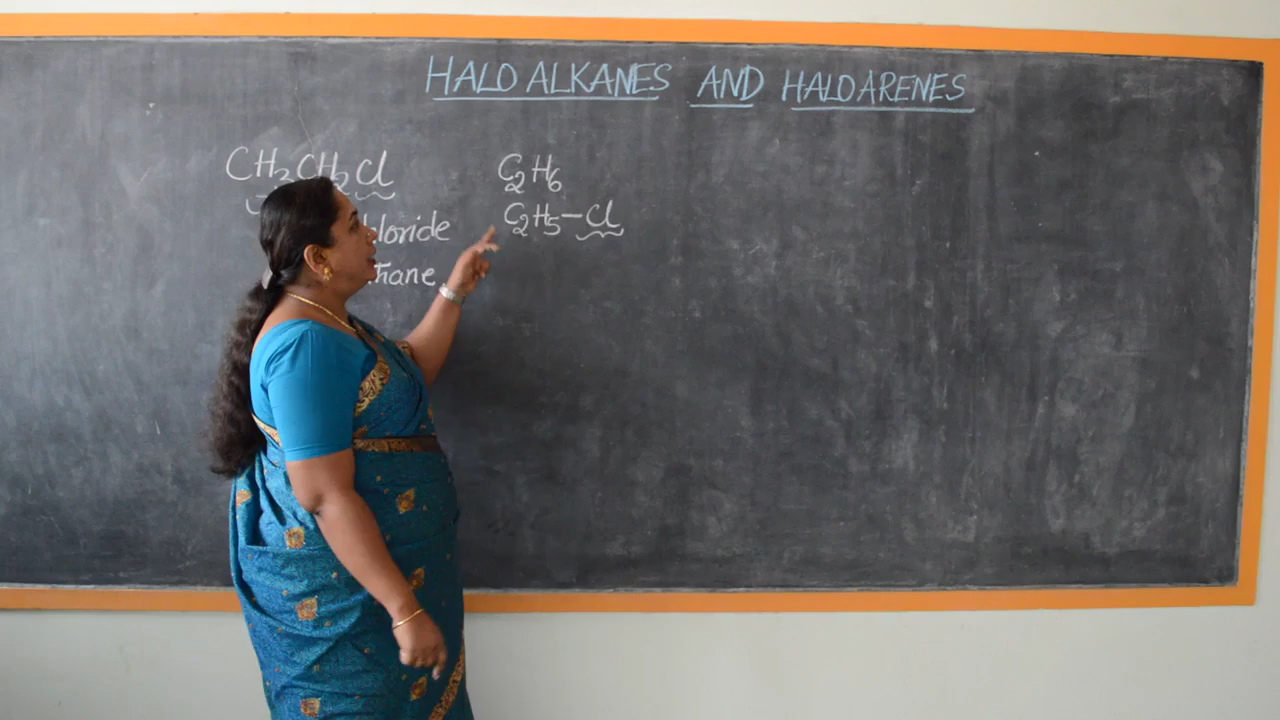 HALO ALKANES AND HALOARENES
CH3CH2Cl
C2H6
C2H5-Cl